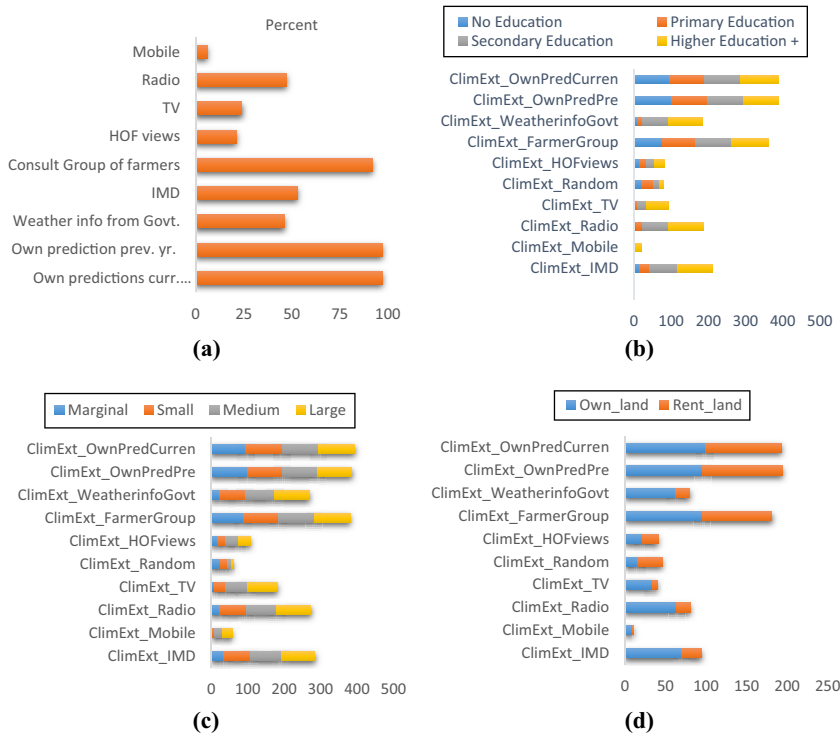 Percent
Mobile
Radio
TV
HOF views
Consult Group of farmers
IMD
Weather info from Govt.
Own prediction prev. yr.
Own predictions curr....
0 25 50 75 100
(a)
No Education Primary Education
Secondary Education Higher Education +
ClimExt_OwnPredCurren
ClimExt_OwnPredPre
ClimExt_WeatherinfoGovt
ClimExt_FarmerGroup
ClimExt_HOFviews
ClimExt_Random
ClimExt_TV
ClimExt_Radio
ClimExt_Mobile
ClimExt_IMD
0 100 200 300 400 500
(b)
Marginal Small Medium Large
ClimExt_OwnPredCurren
ClimExt_OwnPredPre
ClimExt_WeatherinfoGovt
ClimExt_FarmerGroup
ClimExt_HOFviews
ClimExt_Random
ClimExt_TV
ClimExt_Radio
ClimExt_Mobile
ClimExt_IMD
0 100 200 300 400 500
(c)
Own_land Rent_land
ClimExt_OwnPredCurren
ClimExt_OwnPredPre
ClimExt_WeatherinfoGovt
ClimExt_FarmerGroup
ClimExt_HOFviews
ClimExt_Random
ClimExt_TV
ClimExt_Radio
ClimExt_Mobile
ClimExt_IMD
0 50 100 150 200 250
(d)